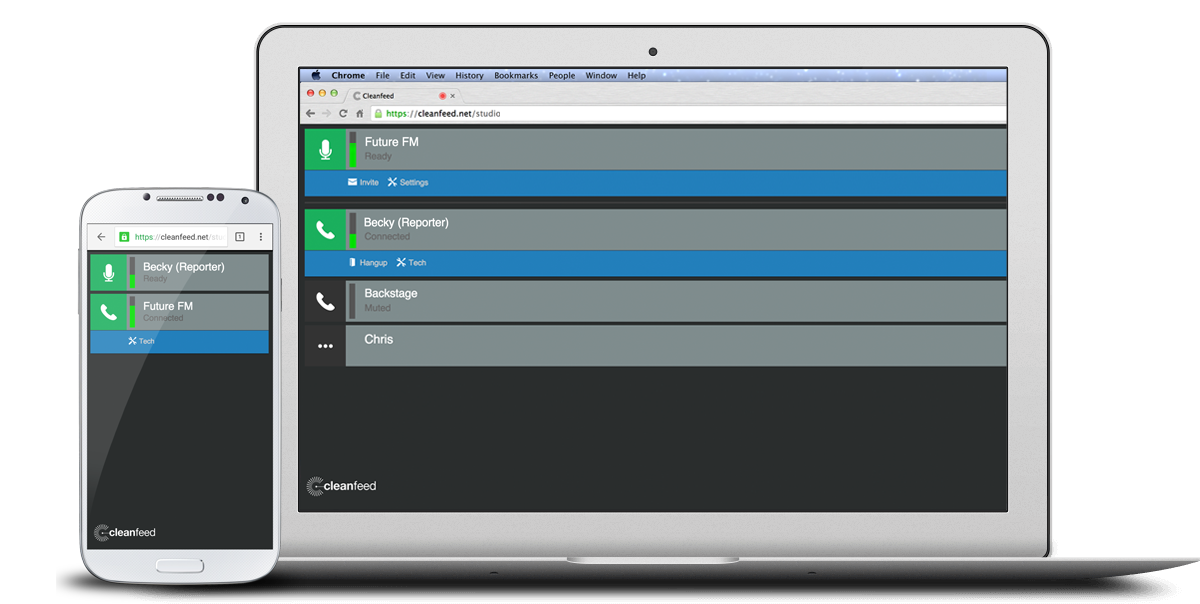 Chrome File Edit View History Bookmarks People Window Help
Cleanfeed
https://cleanfeed.net/studio
Future FM
Ready
Invite Settings
Becky (Reporter)
Connected
Hangup Tech
Backstage
Muted
Chris
cleanfeed
https://cleanfeed.net/stu
1
Becky (Reporter)
Ready
Future FM
Connected
Tech
cleanfeed